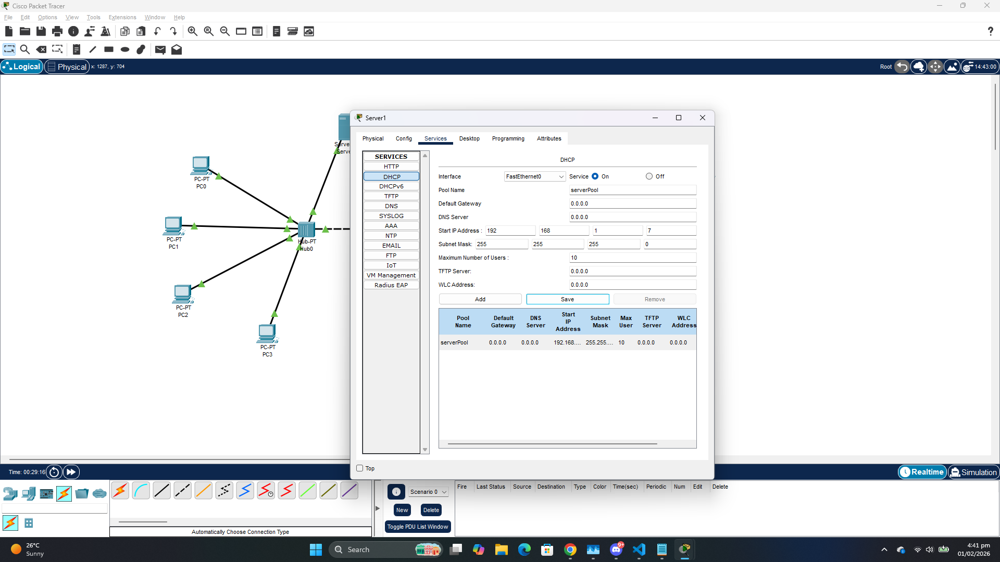 Cisco Packet Tracer
File Edit Options View Tools Extensions Window Help
?
Logical Physical x: 1287, y: 704 Root 14:43:00
Server1
Physical Config Services Desktop Programming Attributes
SERVICES
HTTP
DHCP
DHCPv6
TFTP
DNS
SYSLOG
AAA
NTP
EMAIL
FTP
IoT
VM Management
Radius EAP
DHCP
Interface FastEthernet0 Service On Off
Pool Name serverPool
Default Gateway 0.0.0.0
DNS Server 0.0.0.0
Start IP Address : 192 168 1 7
Subnet Mask: 255 255 255 0
Maximum Number of Users : 10
TFTP Server: 0.0.0.0
WLC Address: 0.0.0.0
Add Save Remove
Pool Name Default Gateway DNS Server Start IP Address Subnet Mask Max User TFTP Server WLC Address
serverPool 0.0.0.0 0.0.0.0 192.168.... 255.255.... 10 0.0.0.0 0.0.0.0
Top
PC-PT
PC0
PC-PT
PC1
PC-PT
PC2
PC-PT
PC3
Hub-PT
Hub0
Time: 00:29:16 Realtime Simulation
Automatically Choose Connection Type
Scenario 0
New Delete
Toggle PDU List Window
Fire Last Status Source Destination Type Color Time(sec) Periodic Num Edit Delete
26°C
Sunny
Search
9+
4:41 pm
01/02/2026